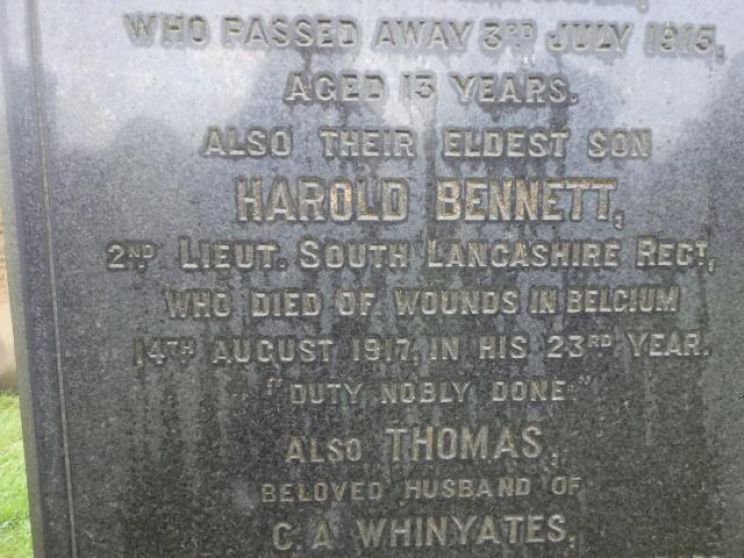 WHO PASSED AWAY 3RD JULY 1915,
AGED 13 YEARS.
ALSO THEIR ELDEST SON
HAROLD BENNETT,
2ND LIEUT. SOUTH LANCASHIRE REGT,
WHO DIED OF WOUNDS IN BELGIUM
14TH AUGUST 1917, IN HIS 23RD YEAR.
"DUTY NOBLY DONE"
ALSO THOMAS,
BELOVED HUSBAND OF
C. A. WHINYATES,